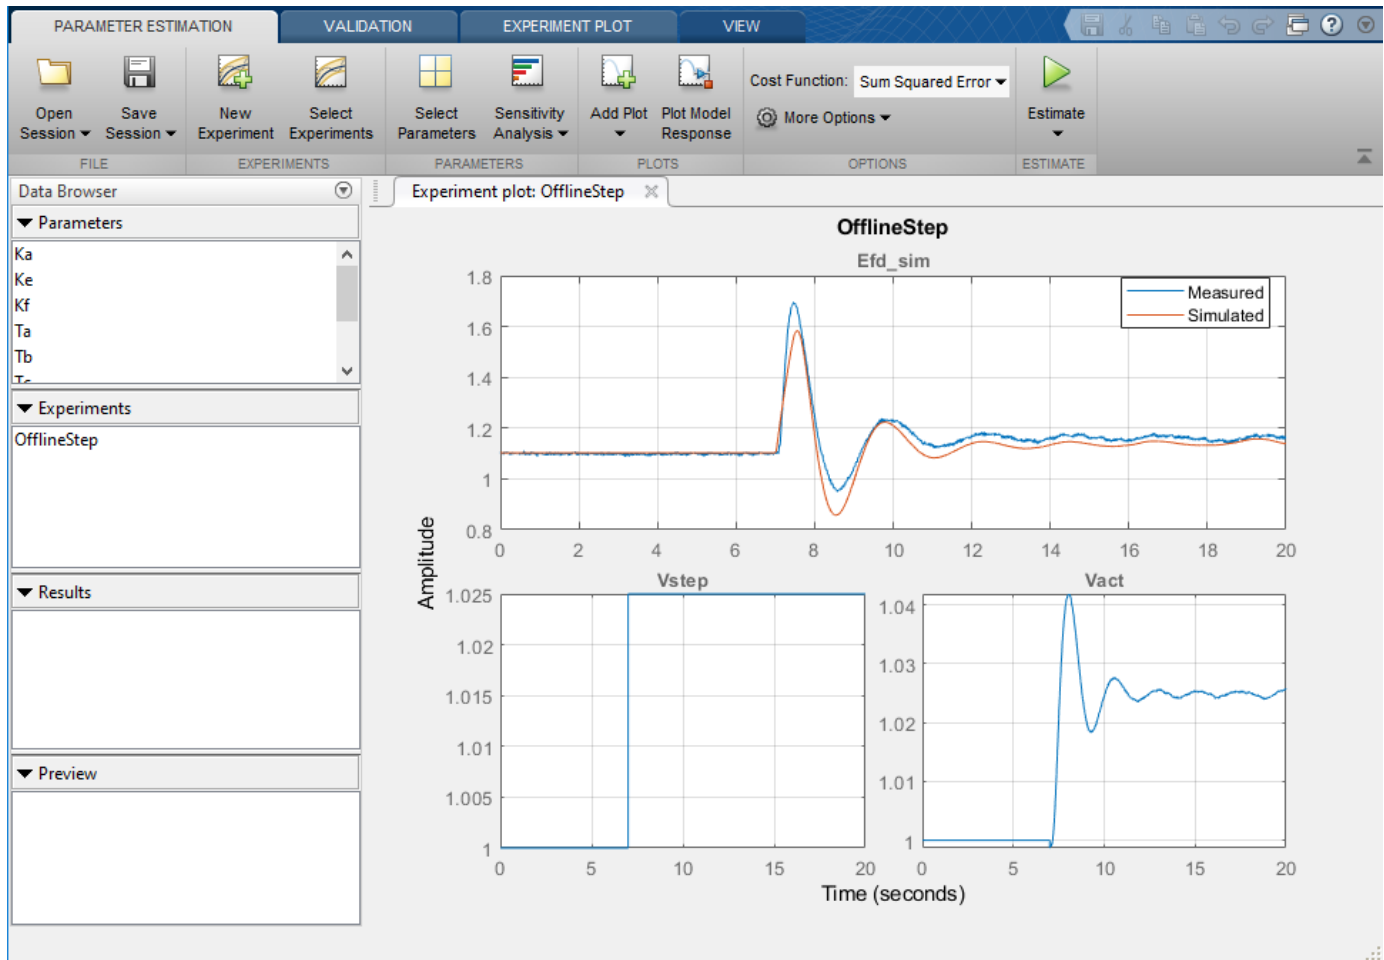 PARAMETER ESTIMATION
VALIDATION
EXPERIMENT PLOT
VIEW
Open Session
Save Session
New Experiment
Select Experiments
Select Parameters
Sensitivity Analysis
Add Plot
Plot Model Response
Cost Function: Sum Squared Error
More Options
Estimate
FILE
EXPERIMENTS
PARAMETERS
PLOTS
OPTIONS
ESTIMATE
Data Browser
Parameters
Ka
Ke
Kf
Ta
Tb
Tc
Experiments
OfflineStep
Results
Preview
Experiment plot: OfflineStep
OfflineStep
Efd_sim
Measured
Simulated
1.8
1.6
1.4
1.2
1
0.8
0 2 4 6 8 10 12 14 16 18 20
Amplitude
Vstep
1.025
1.02
1.015
1.01
1.005
1
0 5 10 15 20
Vact
1.04
1.03
1.02
1.01
1
0 5 10 15 20
Time (seconds)